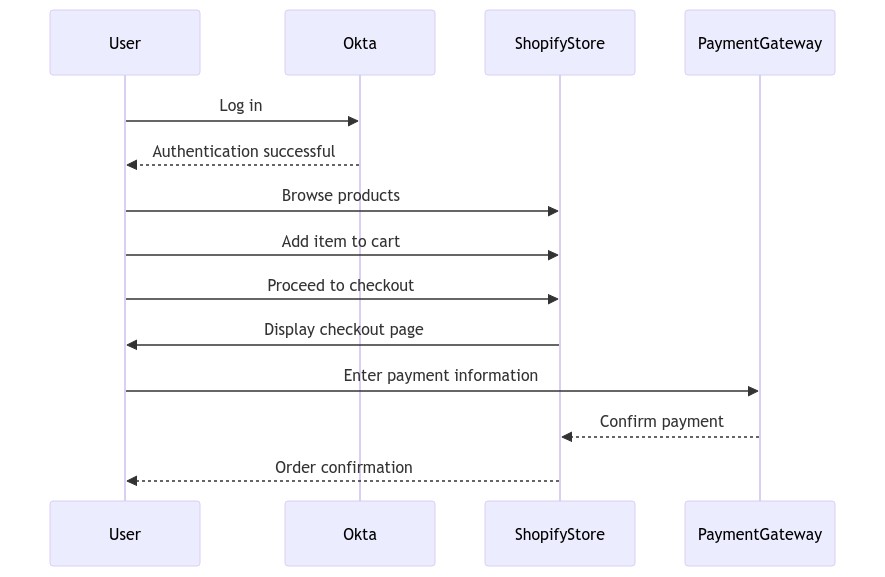 User
Okta
ShopifyStore
PaymentGateway
Log in
Authentication successful
Browse products
Add item to cart
Proceed to checkout
Display checkout page
Enter payment information
Confirm payment
Order confirmation
User
Okta
ShopifyStore
PaymentGateway